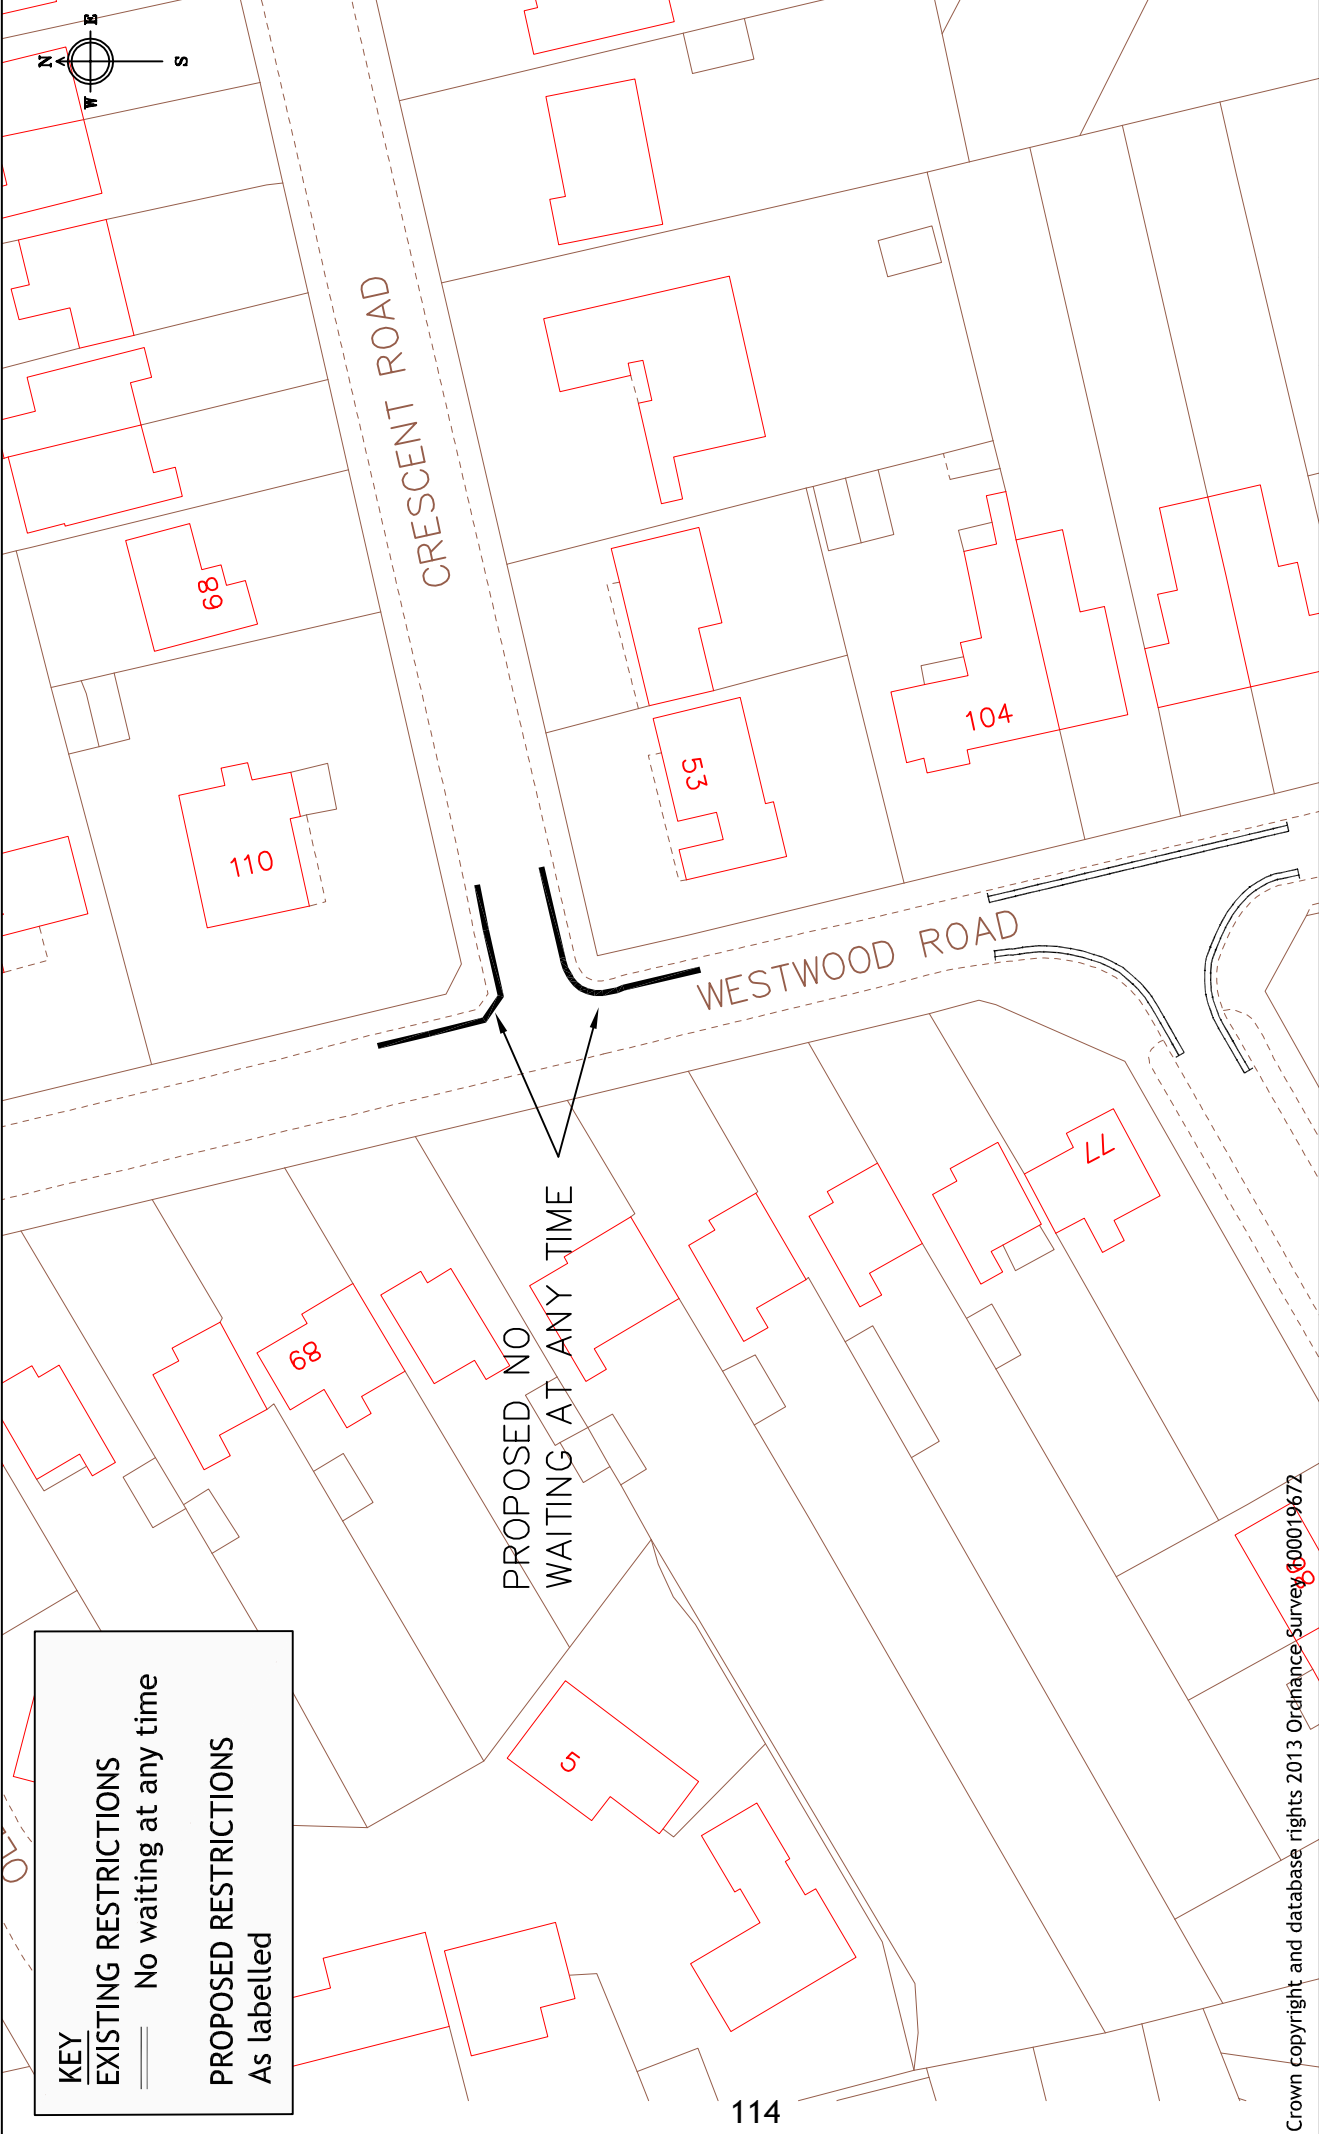 N
E
W
S
CRESCENT ROAD
WESTWOOD ROAD
68
110
53
104
77
89
5
PROPOSED NO
WAITING AT ANY TIME
KEY
EXISTING RESTRICTIONS
No waiting at any time
PROPOSED RESTRICTIONS
As labelled
Crown copyright and database rights 2013 Ordnance Survey 100019672
114